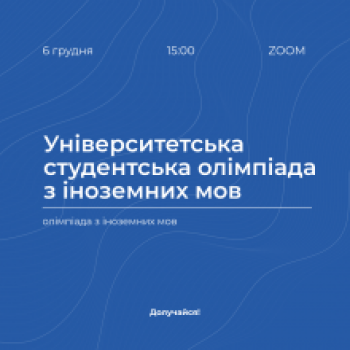 6 грудня 15:00 ZOOM
Університетська
студентська олімпіада
з іноземних мов
олімпіада з іноземних мов
Долучайся!